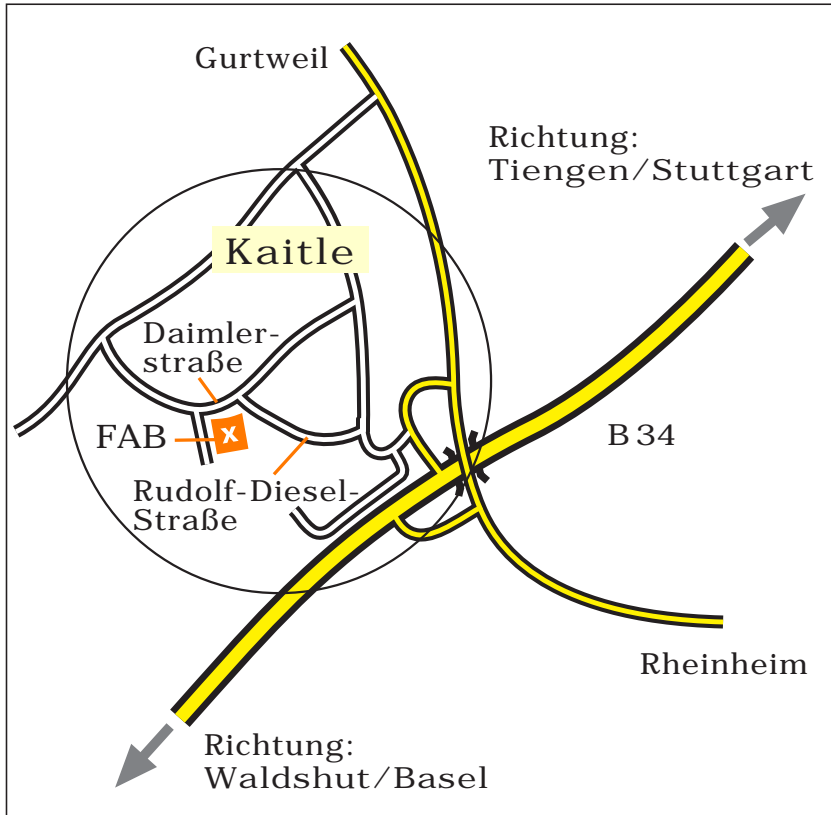 Gurtweil
Richtung:
Tiengen/Stuttgart
Kaitle
Daimler-
straße
FAB
X
B 34
Rudolf-Diesel-
Straße
Rheinheim
Richtung:
Waldshut/Basel